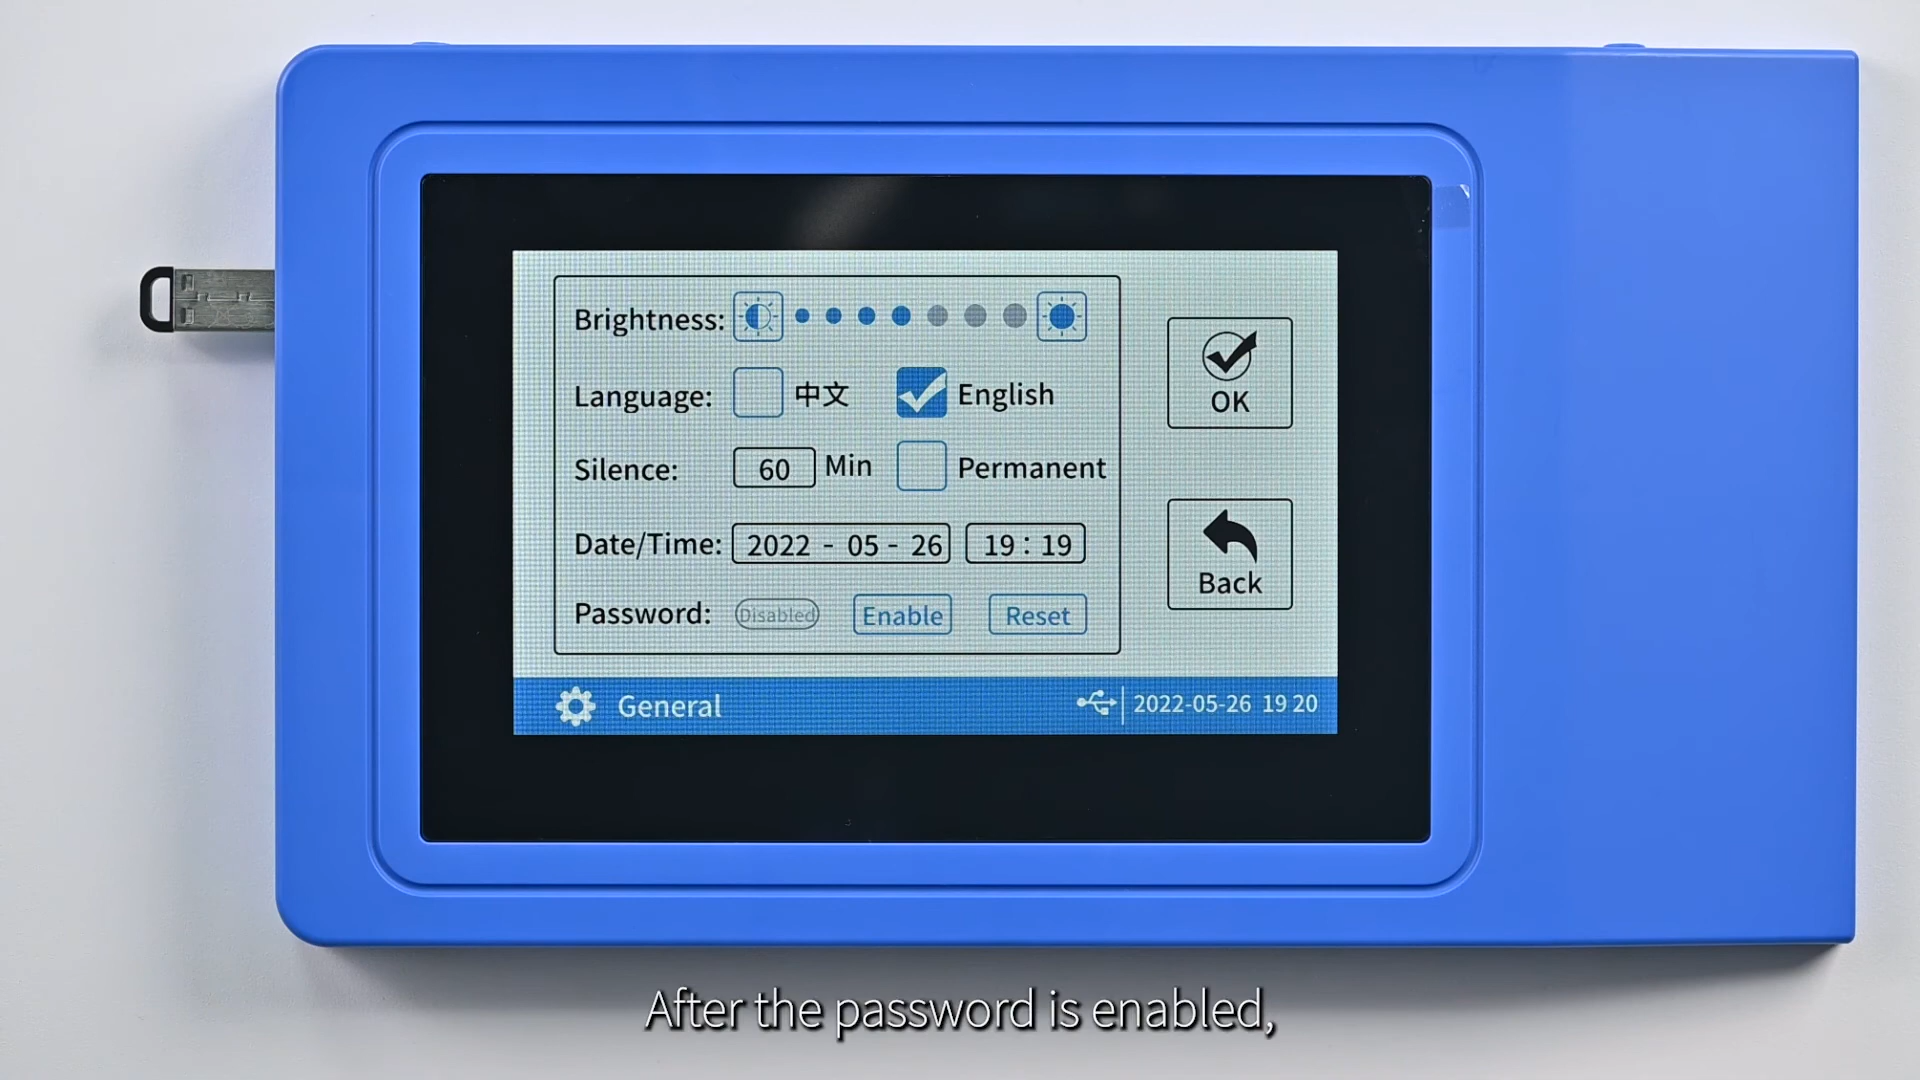 Brightness:
Language: 中文 English
Silence: 60 Min Permanent
Date/Time: 2022 - 05 - 26 19 : 19
Password: Disabled Enable Reset
OK
Back
General 2022-05-26 19 20
After the password is enabled,